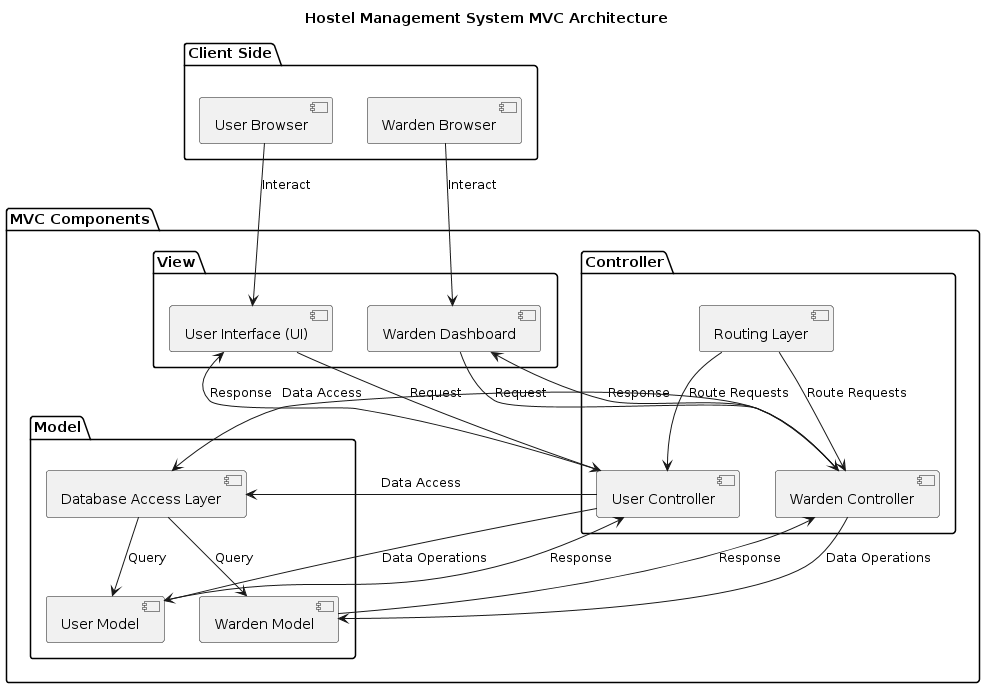 Hostel Management System MVC Architecture
Client Side
User Browser
Warden Browser
Interact
Interact
MVC Components
View
Controller
User Interface (UI)
Warden Dashboard
Routing Layer
Response
Data Access
Request
Request
Response
Route Requests
Route Requests
Model
Database Access Layer
Data Access
User Controller
Warden Controller
Query
Query
Data Operations
Response
Response
Data Operations
User Model
Warden Model